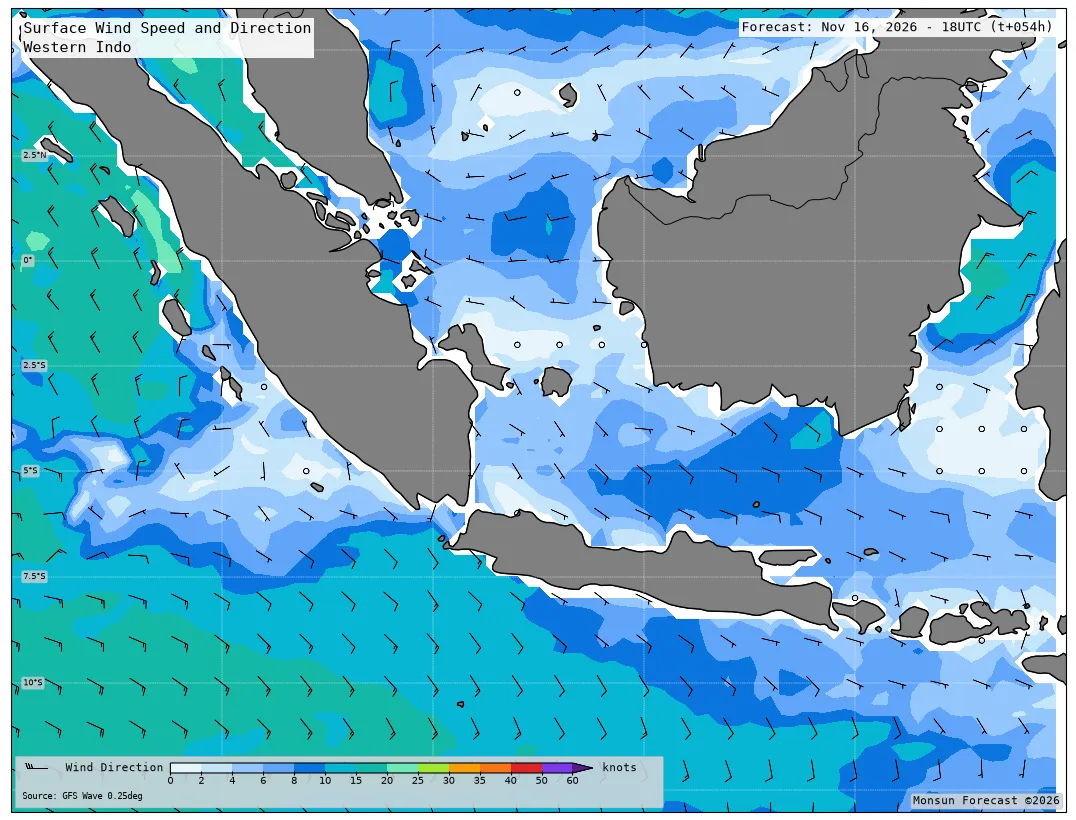 Surface Wind Speed and Direction
Western Indo
Forecast: Nov 16, 2026 - 18UTC (t+054h)
2.5°N
0°
2.5°S
5°S
7.5°S
10°S
Wind Direction
0 2 4 6 8 10 15 20 25 30 35 40 50 60
knots
Source: GFS Wave 0.25deg
Monsun Forecast ©2026